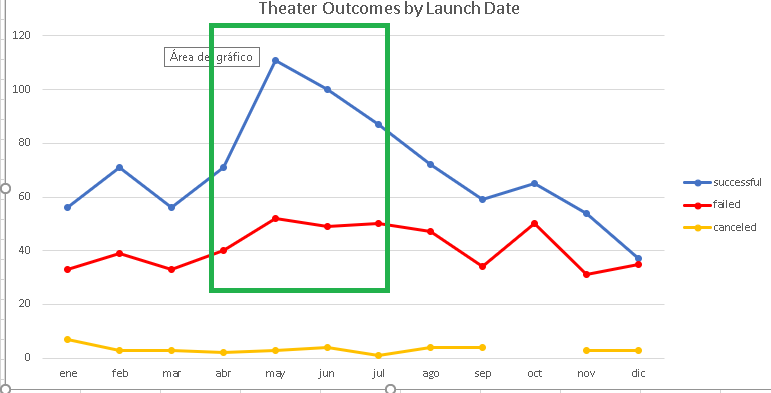 Theater Outcomes by Launch Date
120
Área del gráfico
100
80
60
40
20
0
ene feb mar abr may jun jul ago sep oct nov dic
successful
failed
canceled